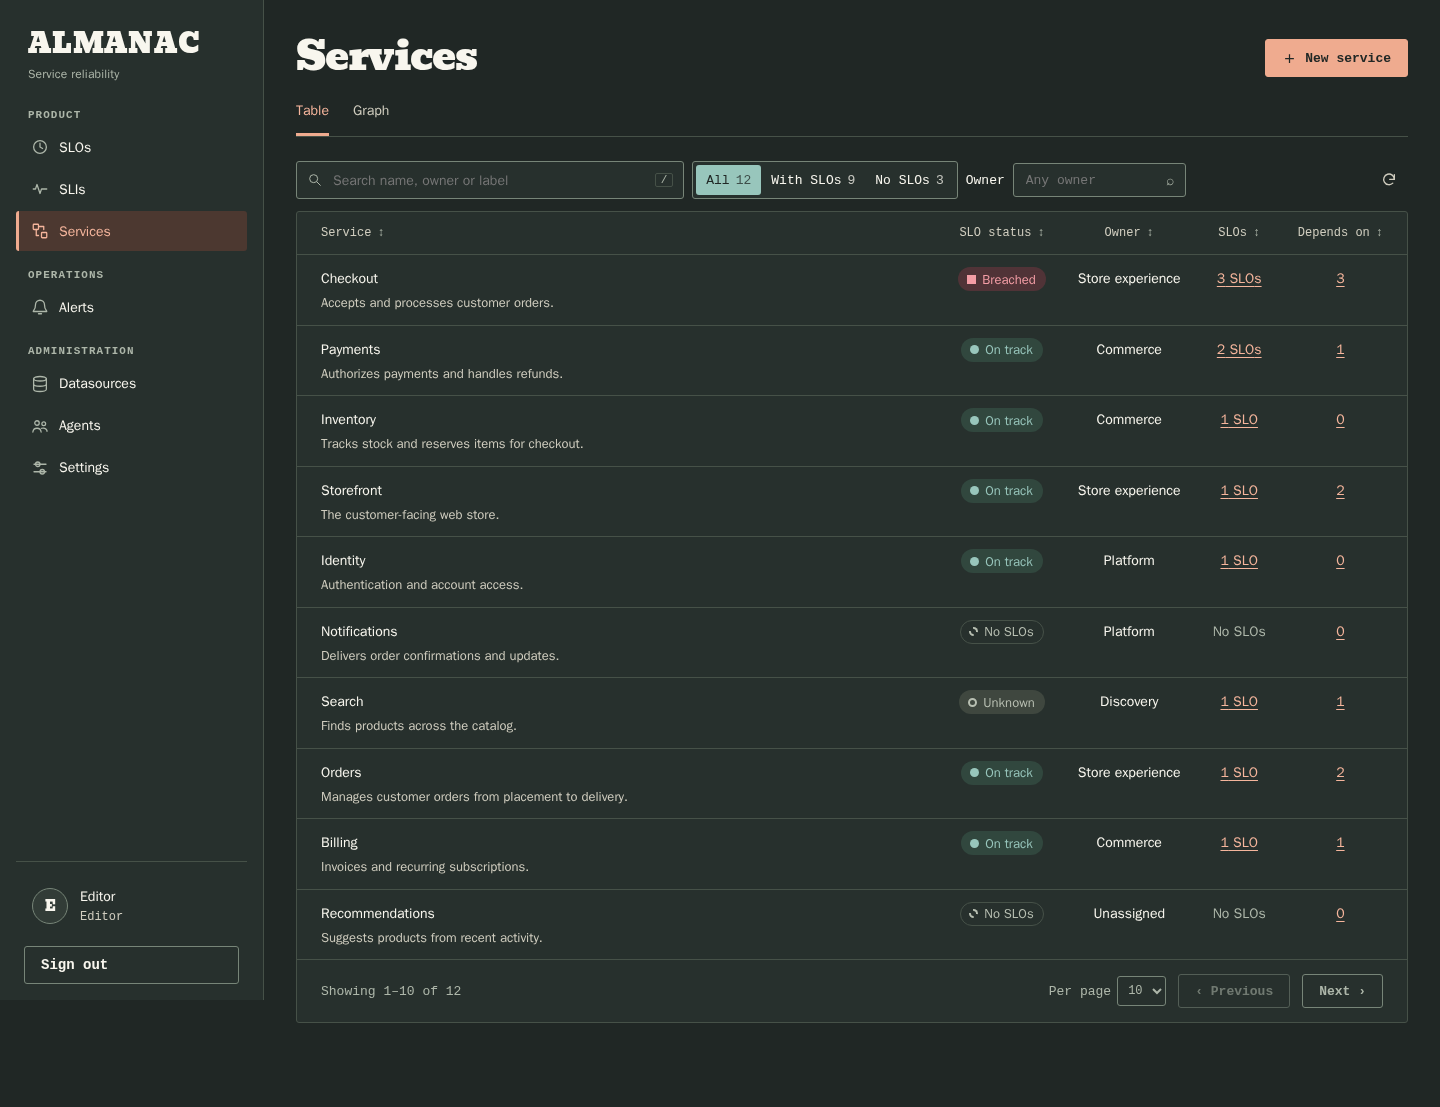 ALMANAC
Service reliability
PRODUCT
SLOs
SLIs
Services
OPERATIONS
Alerts
ADMINISTRATION
Datasources
Agents
Settings
E
Editor
Editor
Sign out
Services
+ New service
Table Graph
Search name, owner or label /
All 12 With SLOs 9 No SLOs 3 Owner Any owner
Service ↕ SLO status ↕ Owner ↕ SLOs ↕ Depends on ↕
Checkout Breached Store experience 3 SLOs 3
Accepts and processes customer orders.
Payments On track Commerce 2 SLOs 1
Authorizes payments and handles refunds.
Inventory On track Commerce 1 SLO 0
Tracks stock and reserves items for checkout.
Storefront On track Store experience 1 SLO 2
The customer-facing web store.
Identity On track Platform 1 SLO 0
Authentication and account access.
Notifications No SLOs Platform No SLOs 0
Delivers order confirmations and updates.
Search Unknown Discovery 1 SLO 1
Finds products across the catalog.
Orders On track Store experience 1 SLO 2
Manages customer orders from placement to delivery.
Billing On track Commerce 1 SLO 1
Invoices and recurring subscriptions.
Recommendations No SLOs Unassigned No SLOs 0
Suggests products from recent activity.
Showing 1–10 of 12 Per page 10 ‹ Previous Next ›